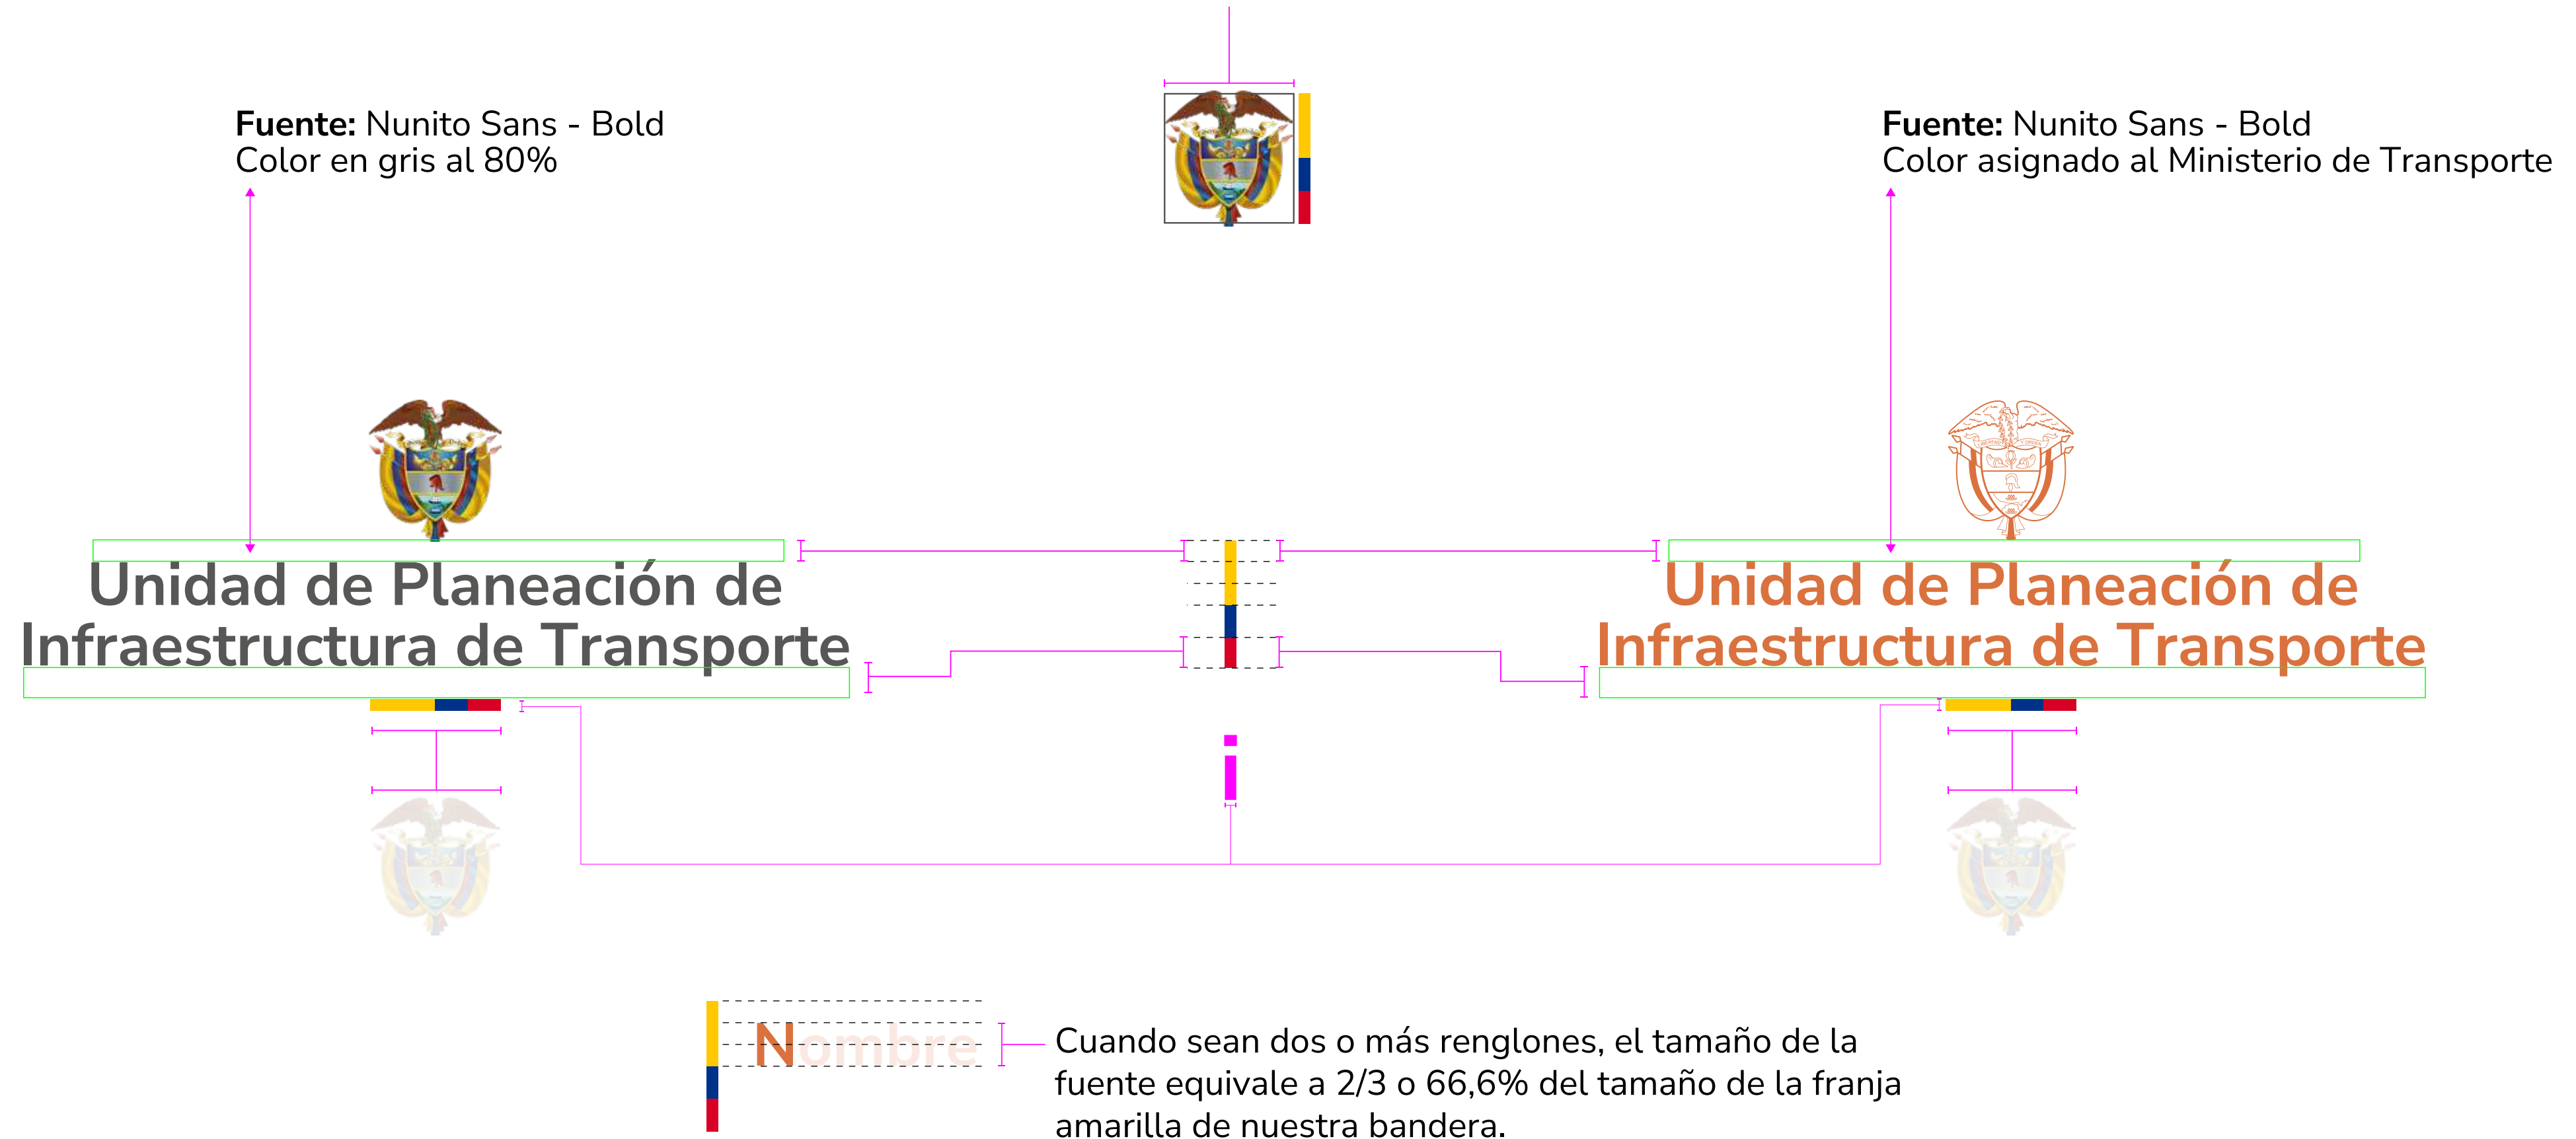 Fuente: Nunito Sans - Bold
Color en gris al 80%
Fuente: Nunito Sans - Bold
Color asignado al Ministerio de Transporte
Unidad de Planeación de
Infraestructura de Transporte
LIBERTAD Y ORDEN
Unidad de Planeación de
Infraestructura de Transporte
Nombre
Cuando sean dos o más renglones, el tamaño de la
fuente equivale a 2/3 o 66,6% del tamaño de la franja
amarilla de nuestra bandera.